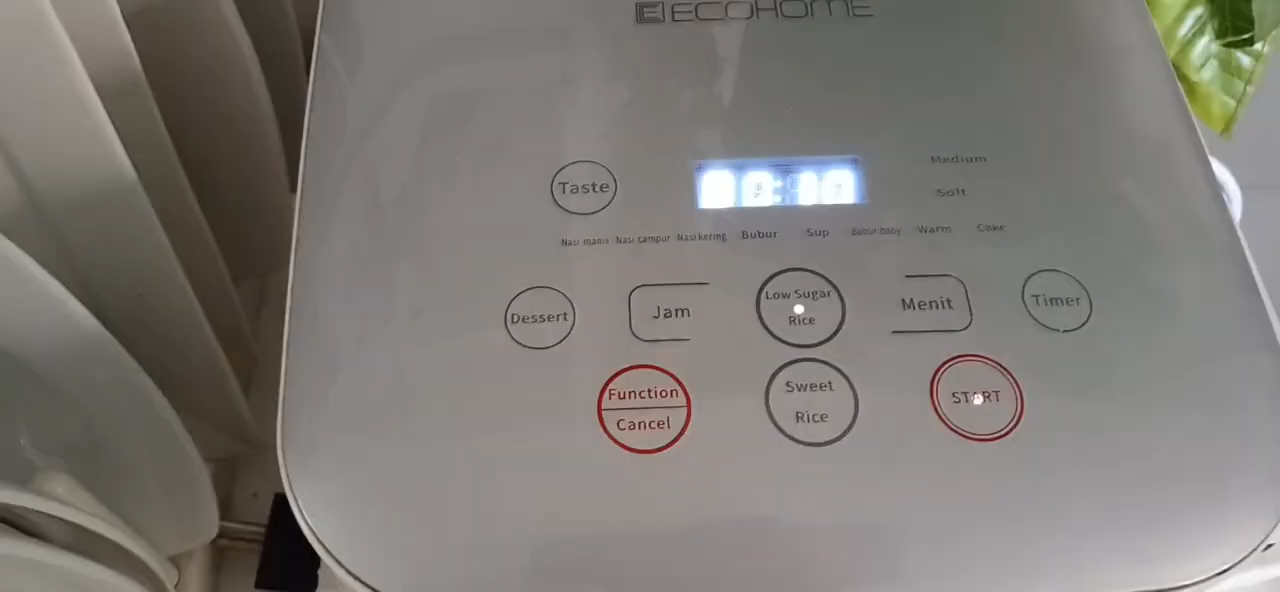 ECOHOME
Medium
Taste
Soft
Nasi manis Nasi campur Nasi kering Bubur Sup Bubur baby Warm Cake
Low Sugar
Rice
Dessert
Jam
Menit
Timer
Function
Cancel
Sweet
Rice
START